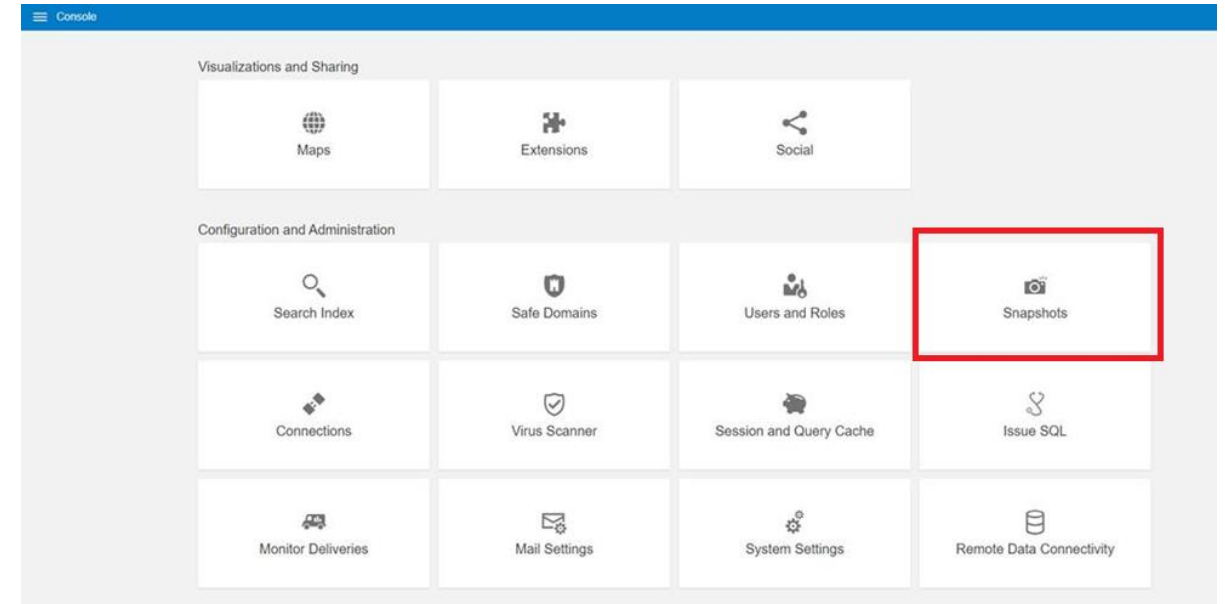 Console
Visualizations and Sharing
Maps
Extensions
Social
Configuration and Administration
Search Index
Safe Domains
Users and Roles
Snapshots
Connections
Virus Scanner
Session and Query Cache
Issue SQL
Monitor Deliveries
Mail Settings
System Settings
Remote Data Connectivity